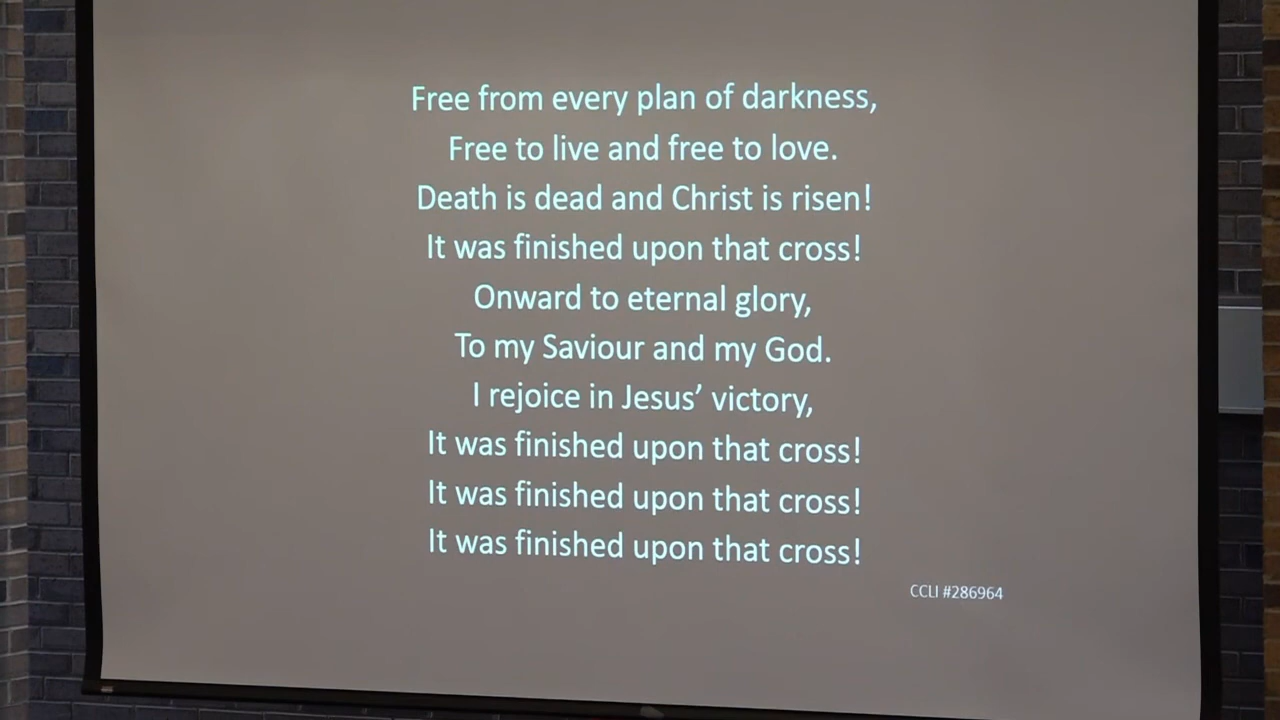 Free from every plan of darkness,
Free to live and free to love.
Death is dead and Christ is risen!
It was finished upon that cross!
Onward to eternal glory,
To my Saviour and my God.
I rejoice in Jesus’ victory,
It was finished upon that cross!
It was finished upon that cross!
It was finished upon that cross!
CCLI #286964